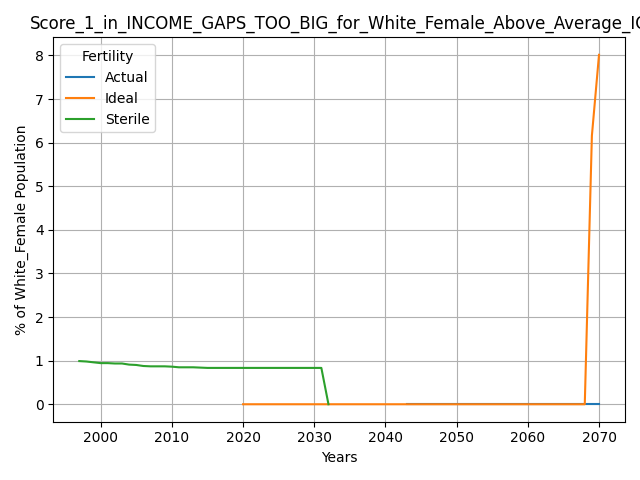 Score_1_in_INCOME_GAPS_TOO_BIG_for_White_Female_Above_Average_IQ
Fertility
Actual
Ideal
Sterile
% of White_Female Population
8
7
6
5
4
3
2
1
0
2000 2010 2020 2030 2040 2050 2060 2070
Years